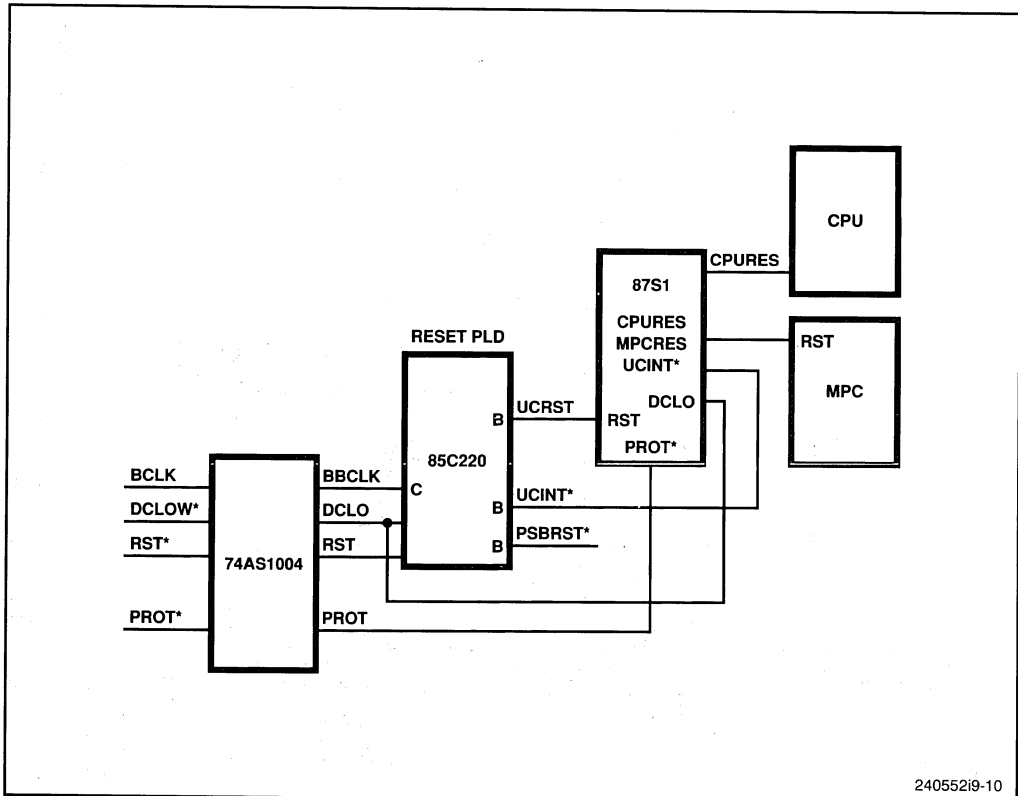 CPU
CPURES
87S1
CPURES
MPCRES
UCINT*
DCLO
RST
PROT*
RST
MPC
RESET PLD
B
UCRST
85C220
C
B
UCINT*
B
PSBRST*
BCLK
DCLOW*
RST*
PROT*
74AS1004
BBCLK
DCLO
RST
PROT
240552i9-10